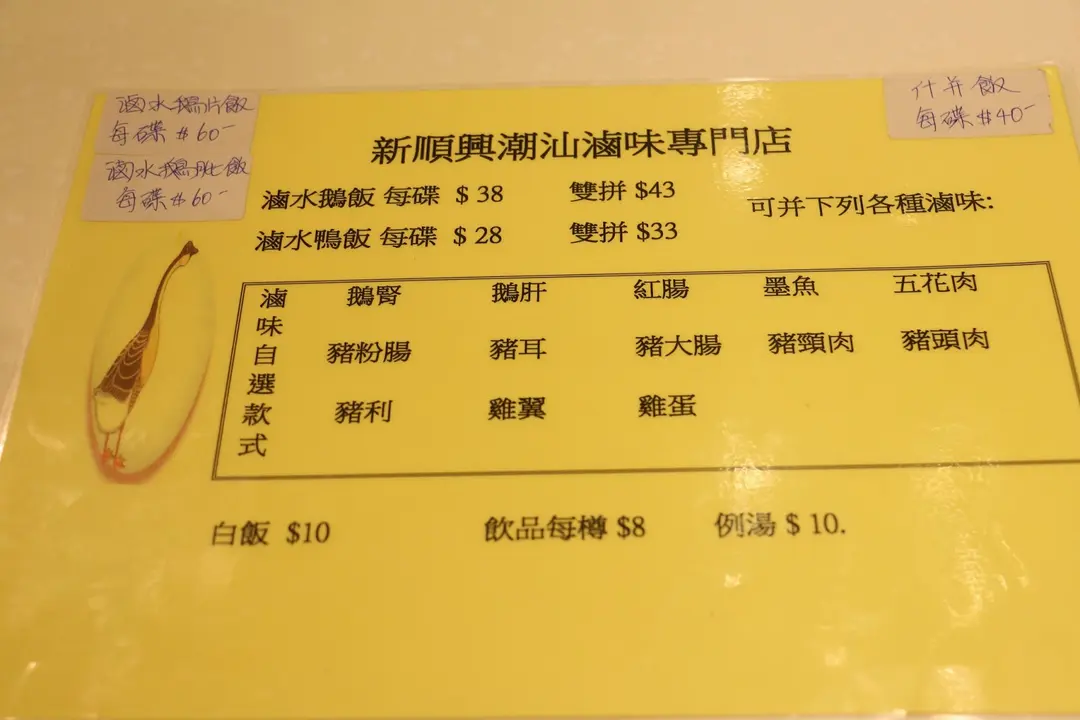 滷水鵝片飯
每碟 $60-
滷水鵝肶飯
每碟 $60-
什并飯
每碟 $40-
新順興潮汕滷味專門店
滷水鵝飯 每碟 $ 38 雙拼 $43
滷水鴨飯 每碟 $ 28 雙拼 $33
可并下列各種滷味:
滷味自選款式
鵝腎 鵝肝 紅腸 墨魚 五花肉
豬粉腸 豬耳 豬大腸 豬頸肉 豬頭肉
豬利 雞翼 雞蛋
白飯 $10 飲品每樽 $8 例湯 $ 10.